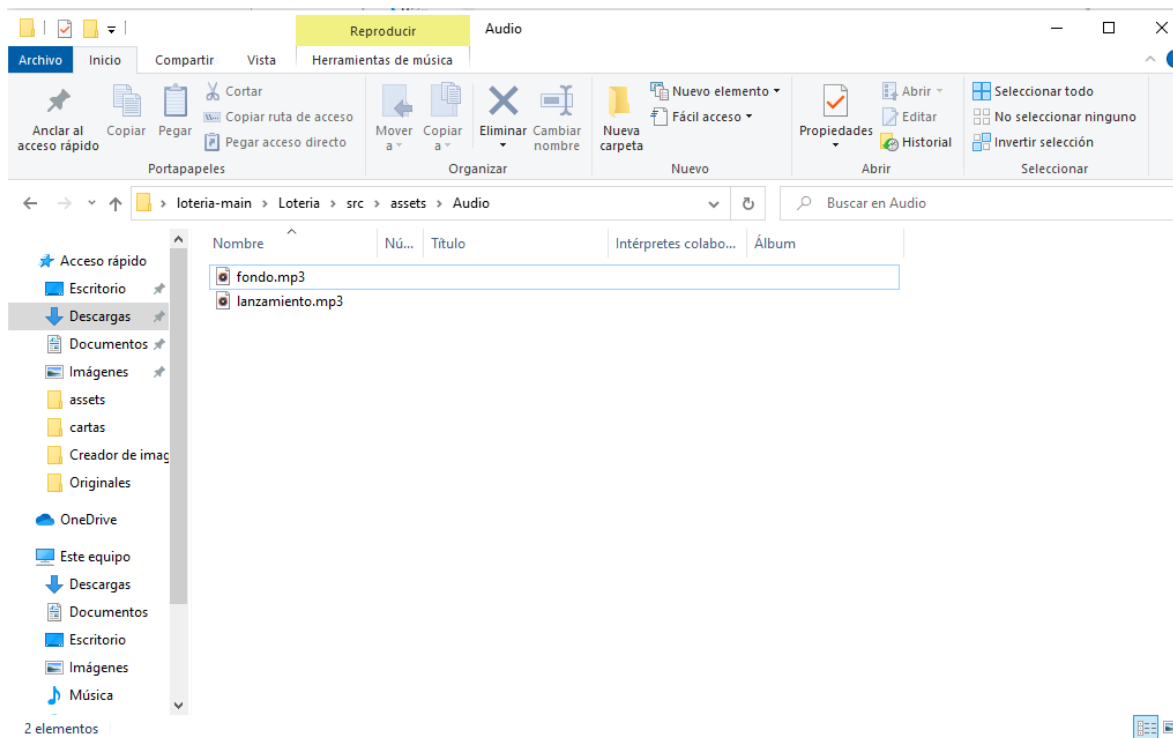 Reproducir
Audio
Archivo
Inicio
Compartir
Vista
Herramientas de música
Anclar al
acceso rápido
Copiar
Pegar
Cortar
Copiar ruta de acceso
Pegar acceso directo
Portapapeles
Mover
a
Copiar
a
Eliminar
Cambiar
nombre
Organizar
Nueva
carpeta
Nuevo elemento
Fácil acceso
Nuevo
Propiedades
Abrir
Editar
Historial
Abrir
Seleccionar todo
No seleccionar ninguno
Invertir selección
Seleccionar
loteria-main > Loteria > src > assets > Audio
Buscar en Audio
Nombre
Nú...
Título
Intérpretes colabo...
Álbum
fondo.mp3
lanzamiento.mp3
Acceso rápido
Escritorio
Descargas
Documentos
Imágenes
assets
cartas
Creador de imag
Originales
OneDrive
Este equipo
Descargas
Documentos
Escritorio
Imágenes
Música
2 elementos